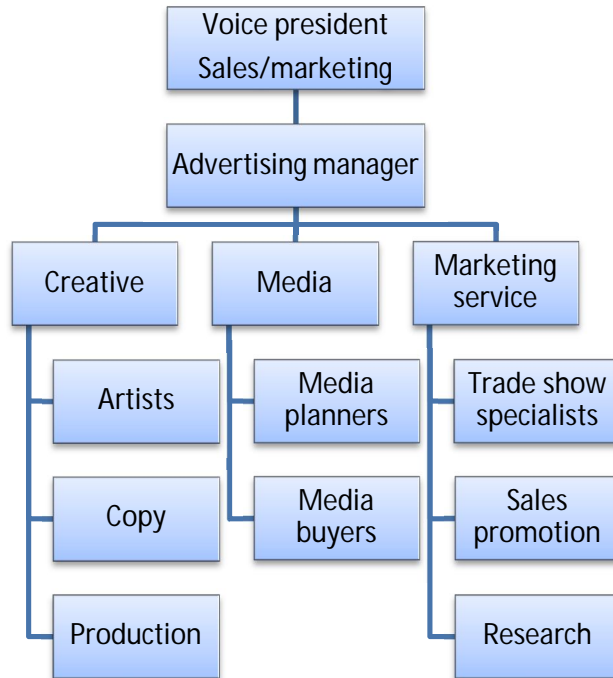 Voice president
Sales/marketing
Advertising manager
Creative
Media
Marketing
service
Artists
Media
planners
Trade show
specialists
Copy
Media
buyers
Sales
promotion
Production
Research